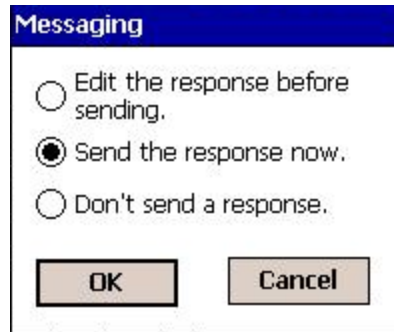 Messaging
Edit the response before
sending.
Send the response now.
Don't send a response.
OK
Cancel